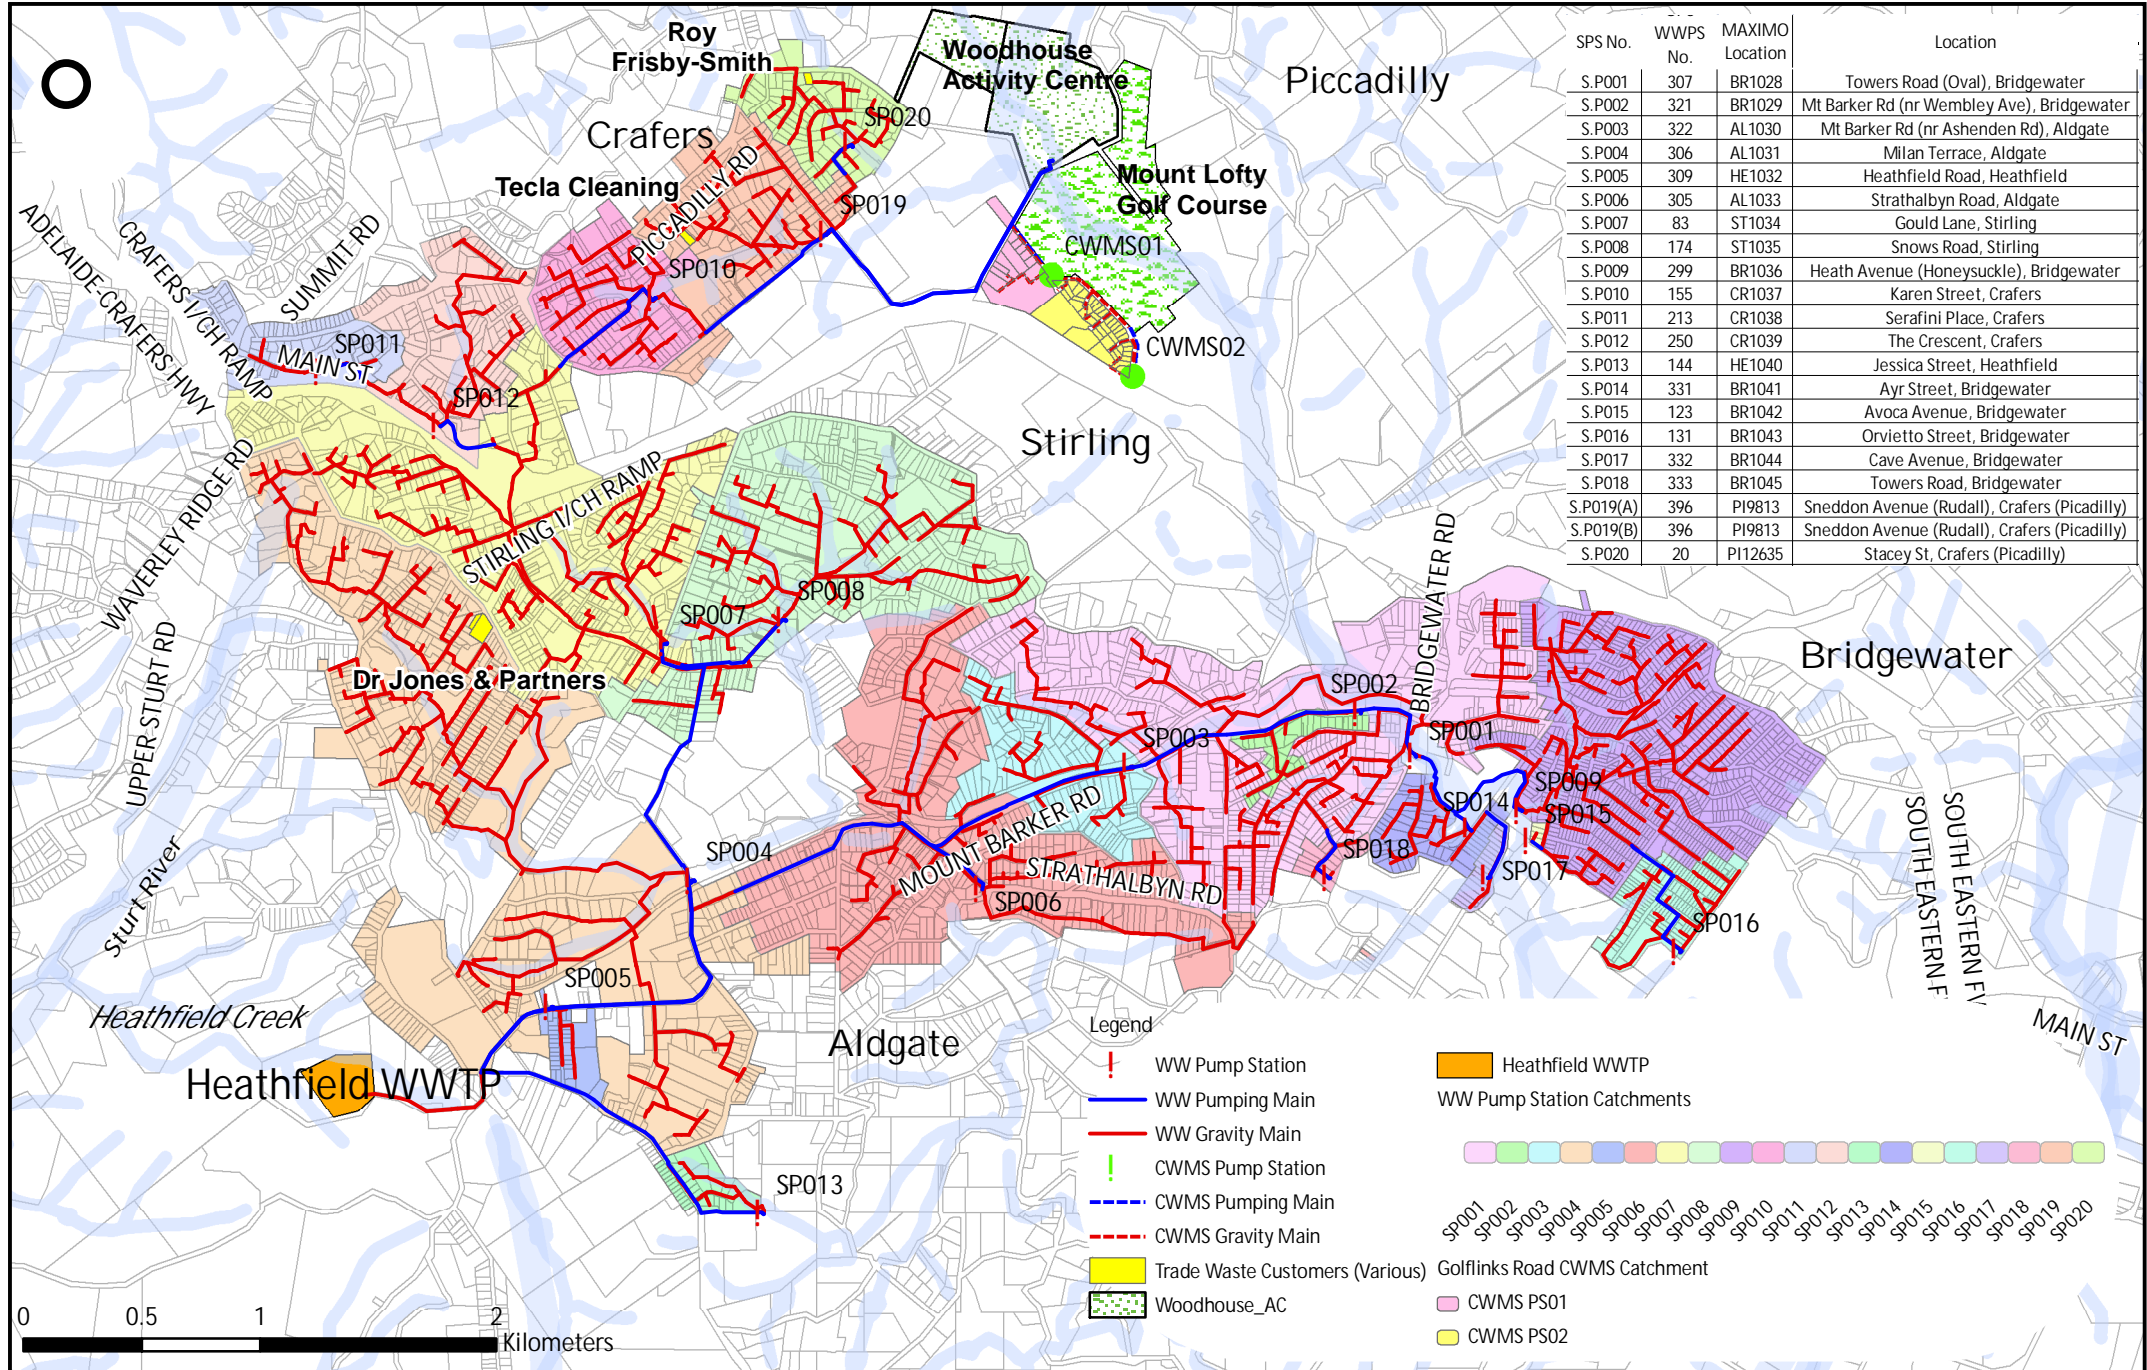 Roy
Frisby-Smith
Woodhouse
Activity Centre
Piccadilly
Crafers
SP020
Tecla Cleaning
PICCADILLY RD
Mount Lofty
Golf Course
SP019
ADELAIDE-CRAFERS HWY
CRAFERS I/CH RAMP
SUMMIT RD
SP010
CWMS01
SP011
MAIN ST
CWMS02
SP012
Stirling
STIRLING I/CH RAMP
WAVERLEY RIDGE RD
UPPER STURT RD
SP007
SP008
BRIDGEWATER RD
Bridgewater
Dr Jones & Partners
SP002
SP001
SP003
SP009
SP014
SP015
SP004
MOUNT BARKER RD
STRATHALBYN RD
SP018
SP017
SP006
SP016
SOUTH EASTERN F
SOUTH EASTERN FV
Sturt River
SP005
Heathfield Creek
Aldgate
MAIN ST
Heathfield WWTP
SP013
SPS No.
WWPS
No.
MAXIMO
Location
Location
S.P001 307 BR1028 Towers Road (Oval), Bridgewater
S.P002 321 BR1029 Mt Barker Rd (nr Wembley Ave), Bridgewater
S.P003 322 AL1030 Mt Barker Rd (nr Ashenden Rd), Aldgate
S.P004 306 AL1031 Milan Terrace, Aldgate
S.P005 309 HE1032 Heathfield Road, Heathfield
S.P006 305 AL1033 Strathalbyn Road, Aldgate
S.P007 83 ST1034 Gould Lane, Stirling
S.P008 174 ST1035 Snows Road, Stirling
S.P009 299 BR1036 Heath Avenue (Honeysuckle), Bridgewater
S.P010 155 CR1037 Karen Street, Crafers
S.P011 213 CR1038 Serafini Place, Crafers
S.P012 250 CR1039 The Crescent, Crafers
S.P013 144 HE1040 Jessica Street, Heathfield
S.P014 331 BR1041 Ayr Street, Bridgewater
S.P015 123 BR1042 Avoca Avenue, Bridgewater
S.P016 131 BR1043 Orvietto Street, Bridgewater
S.P017 332 BR1044 Cave Avenue, Bridgewater
S.P018 333 BR1045 Towers Road, Bridgewater
S.P019(A) 396 PI9813 Sneddon Avenue (Rudall), Crafers (Picadilly)
S.P019(B) 396 PI9813 Sneddon Avenue (Rudall), Crafers (Picadilly)
S.P020 20 PI12635 Stacey St, Crafers (Picadilly)
Legend
WW Pump Station
WW Pumping Main
WW Gravity Main
CWMS Pump Station
CWMS Pumping Main
CWMS Gravity Main
Trade Waste Customers (Various)
Woodhouse_AC
Heathfield WWTP
WW Pump Station Catchments
SP001
SP002
SP003
SP004
SP005
SP006
SP007
SP008
SP009
SP010
SP011
SP012
SP013
SP014
SP015
SP016
SP017
SP018
SP019
SP020
Golflinks Road CWMS Catchment
CWMS PS01
CWMS PS02
0 0.5 1 2
Kilometers